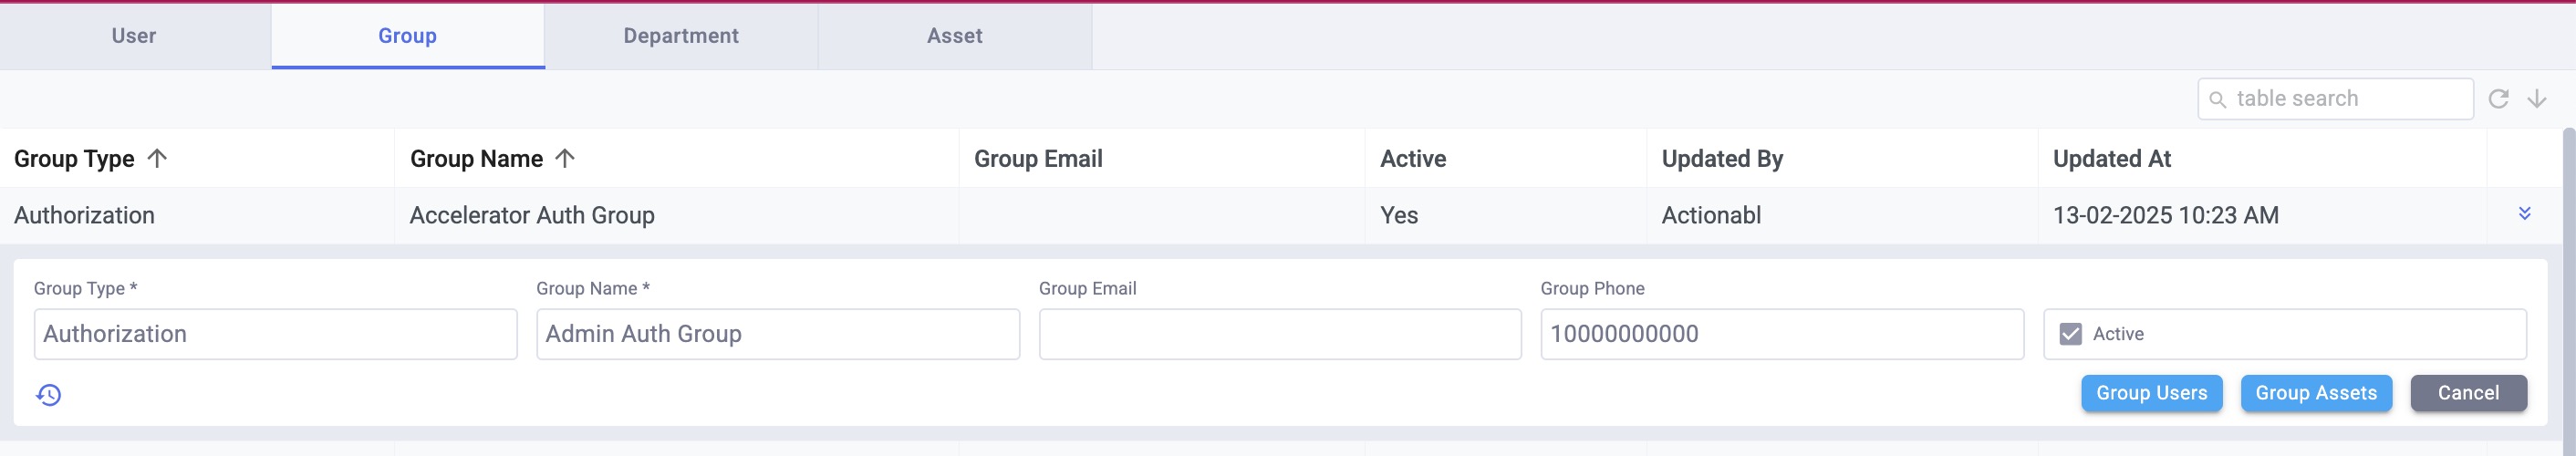 User Group Department Asset
table search
Group Type Group Name Group Email Active Updated By Updated At
Authorization Accelerator Auth Group Yes Actionabl 13-02-2025 10:23 AM
Group Type * Group Name * Group Email Group Phone
Authorization Admin Auth Group 10000000000 Active
Group Users Group Assets Cancel